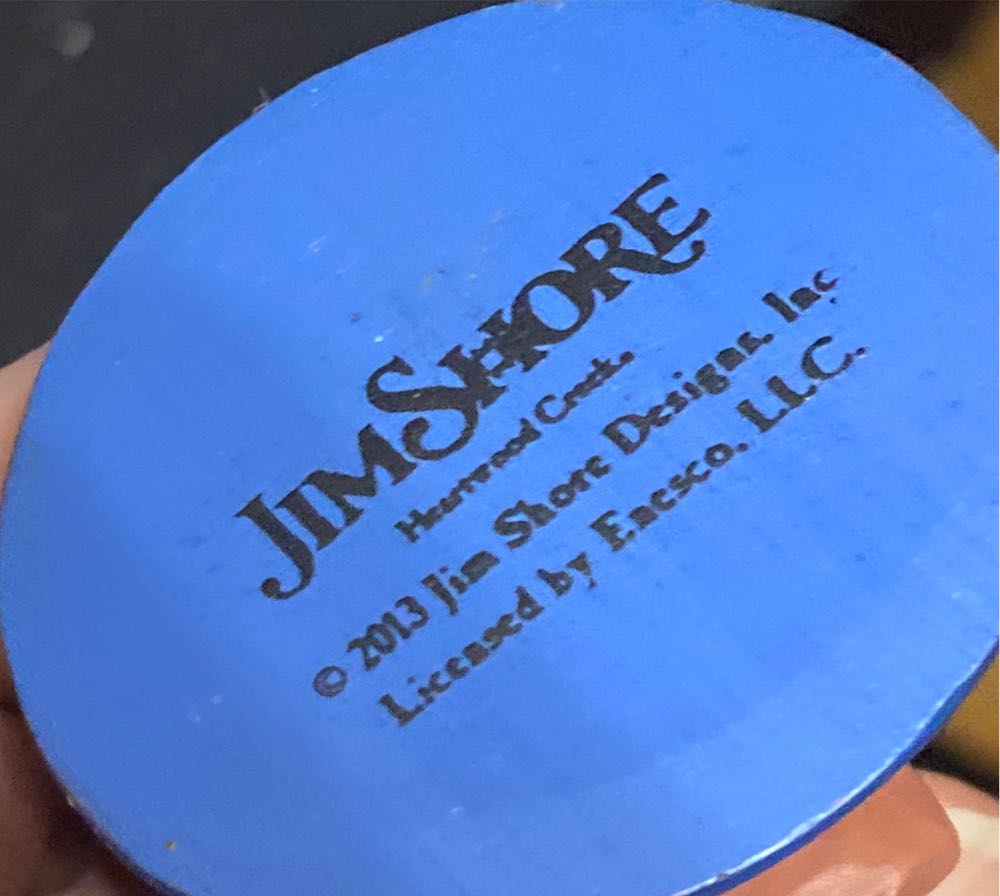 JIM SHORE
Heartwood Creek®
© 2013 Jim Shore Designs, Inc
Licensed by Enesco, LLC.